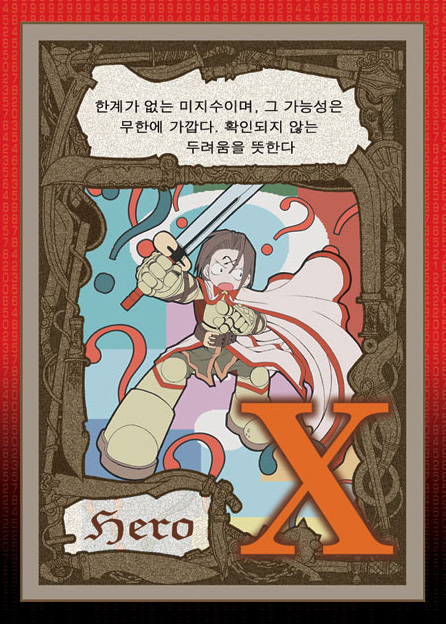 한계가 없는 미지수이며, 그 가능성은
무한에 가깝다. 확인되지 않는
두려움을 뜻한다
X
Hero